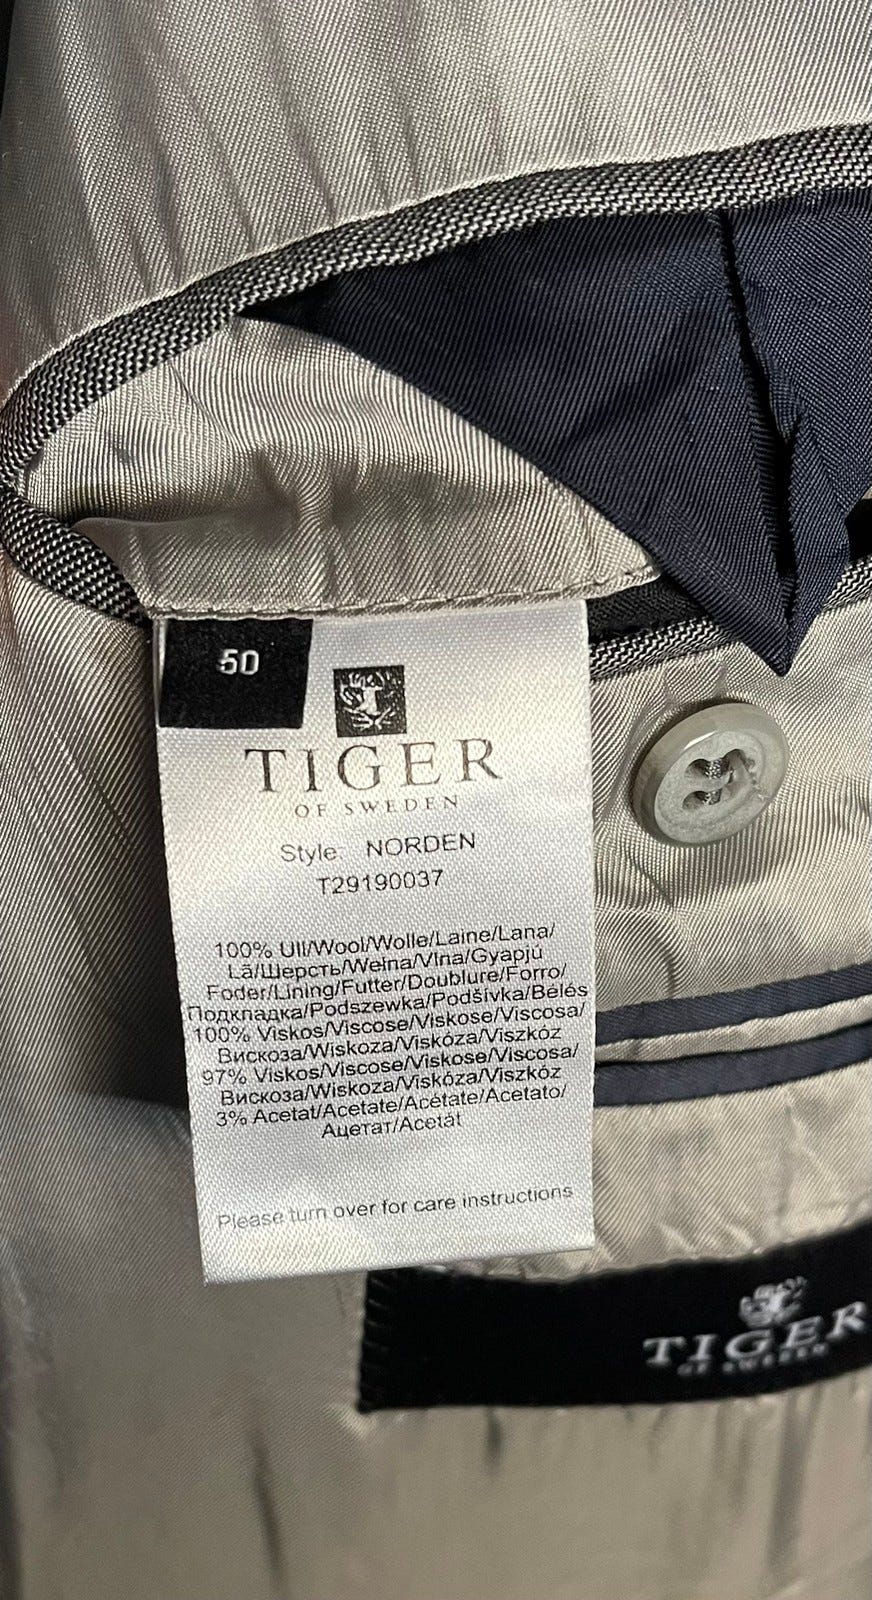 50
TIGER
OF SWEDEN
Style: NORDEN
T29190037
100% Ull/Wool/Wolle/Laine/Lana/
Lã/Шерсть/Wełna/Vlna/Gyapjú
Foder/Lining/Futter/Doublure/Forro/
Подкладка/Podszewka/Podšívka/Bélés
100% Viskos/Viscose/Viskose/Viscosa/
Вискоза/Wiskoza/Viskóza/Viszkóz
97% Viskos/Viscose/Viskose/Viscosa/
Вискоза/Wiskoza/Viskóza/Viszkóz
3% Acetat/Acetate/Acétate/Acetato/
Ацетат/Acetát
Please turn over for care instructions
TIGER
OF SWEDEN